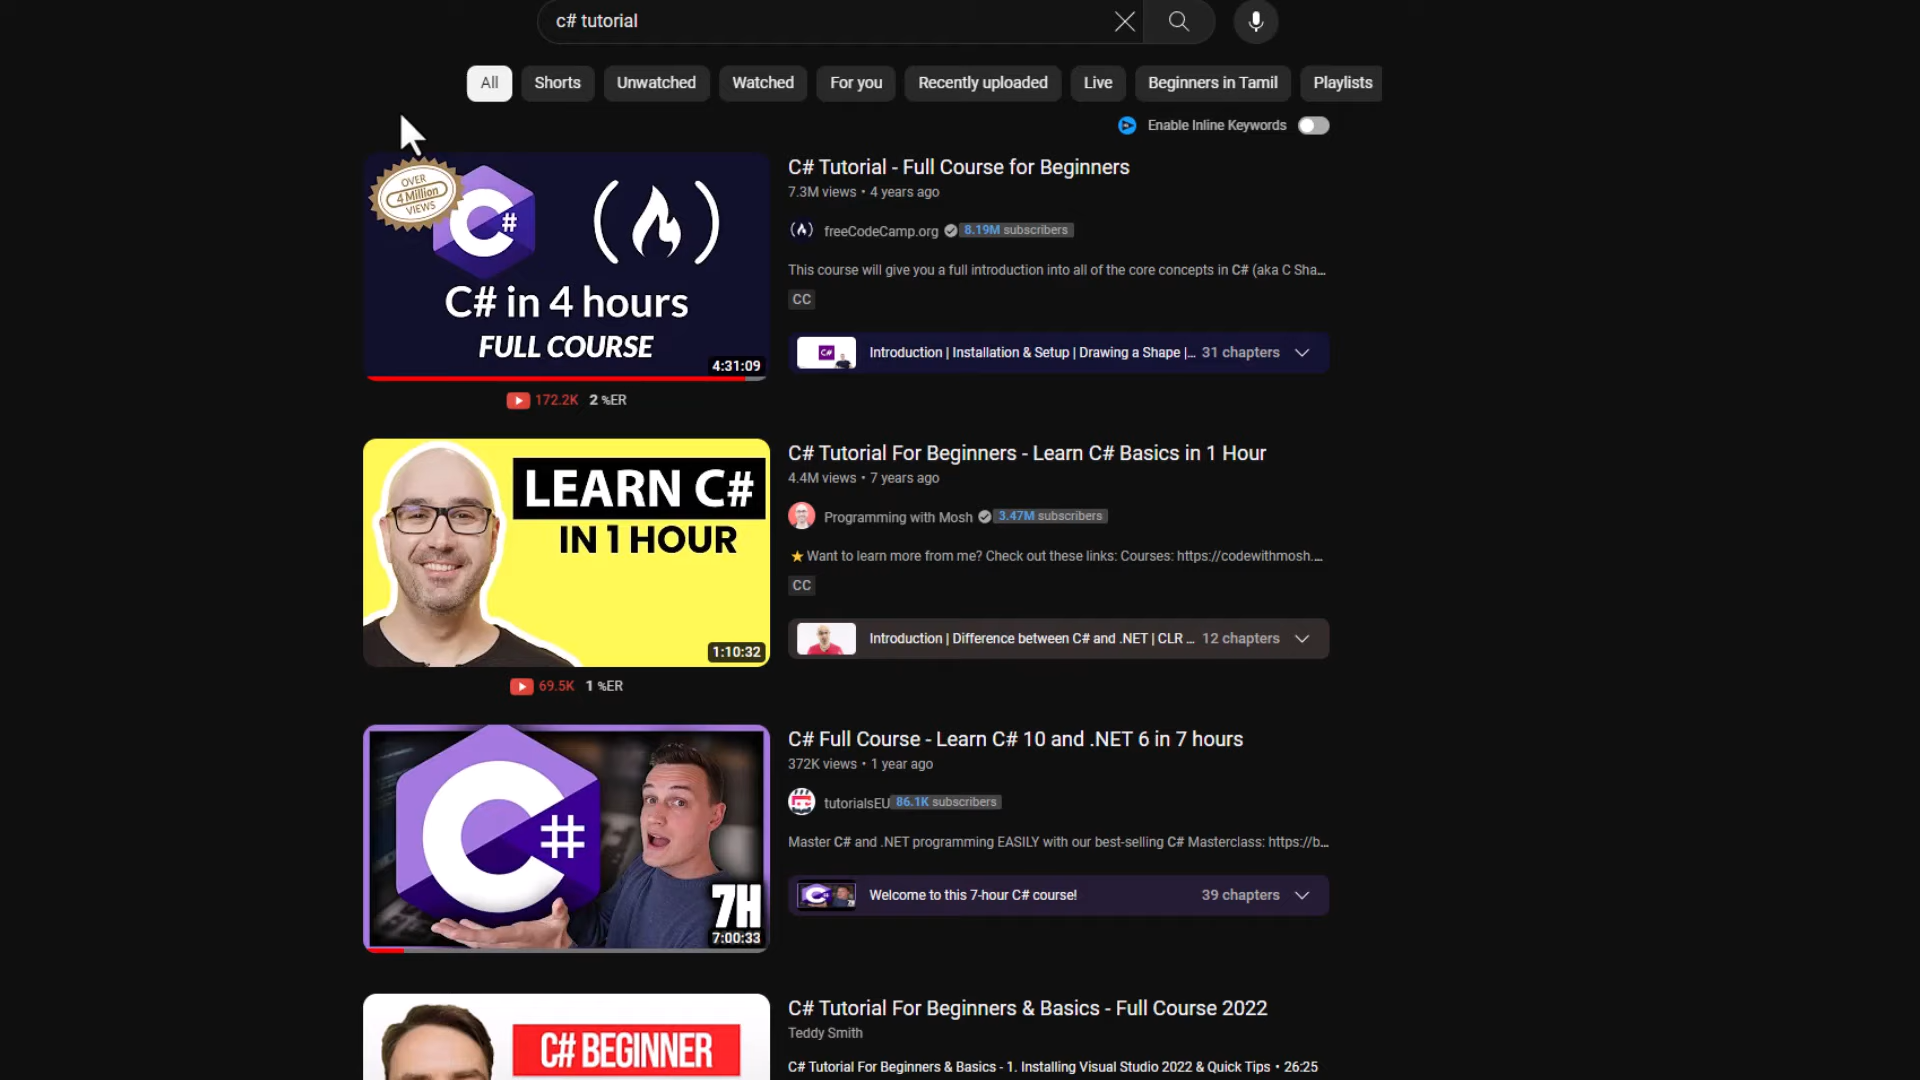 c# tutorial
All Shorts Unwatched Watched For you Recently uploaded Live Beginners in Tamil Playlists
Enable Inline Keywords
OVER
4 Million
VIEWS
C#
C# in 4 hours
FULL COURSE
4:31:09
172.2K 2 %ER
C# Tutorial - Full Course for Beginners
7.3M views • 4 years ago
freeCodeCamp.org 8.19M subscribers
This course will give you a full introduction into all of the core concepts in C# (aka C Sha...
CC
C#
Introduction | Installation & Setup | Drawing a Shape |... 31 chapters
LEARN C#
IN 1 HOUR
1:10:32
69.5K 1 %ER
C# Tutorial For Beginners - Learn C# Basics in 1 Hour
4.4M views • 7 years ago
Programming with Mosh 3.47M subscribers
Want to learn more from me? Check out these links: Courses: https://codewithmosh....
CC
Introduction | Difference between C# and .NET | CLR ... 12 chapters
C#
7H
7:00:33
C# Full Course - Learn C# 10 and .NET 6 in 7 hours
372K views • 1 year ago
tutorialsEU 86.1K subscribers
Master C# and .NET programming EASILY with our best-selling C# Masterclass: https://b...
Welcome to this 7-hour C# course! 39 chapters
C# BEGINNER
C# Tutorial For Beginners & Basics - Full Course 2022
Teddy Smith
C# Tutorial For Beginners & Basics - 1. Installing Visual Studio 2022 & Quick Tips • 26:25